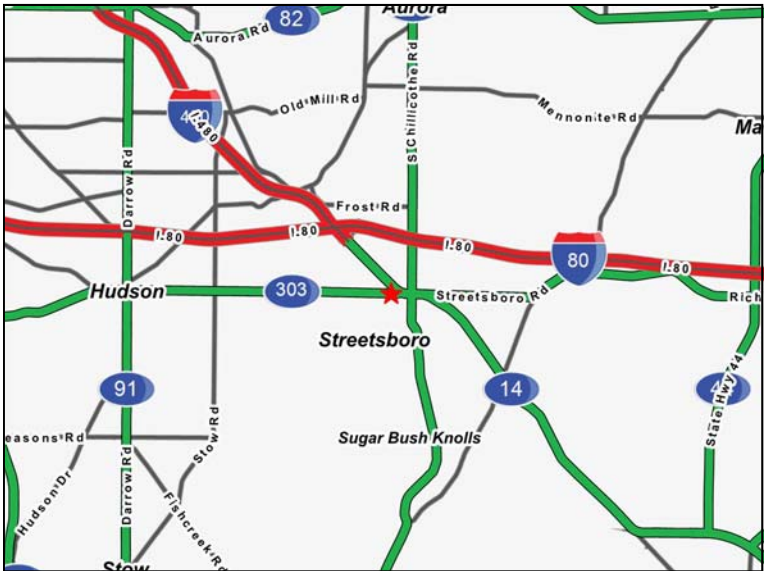 Aurora
82
Aurora Rd
Old Mill Rd
S Chillicothe Rd
Mennonite Rd
I-480
Ma
Darrow Rd
Frost Rd
I-80
I-80
I-80
80
I-80
Hudson
303
Streetsboro Rd
Rich
Streetsboro
91
14
State Hwy 44
Sugar Bush Knolls
easons Rd
Stow Rd
Hudson Dr
Darrow Rd
Fishcreek Rd
Stow